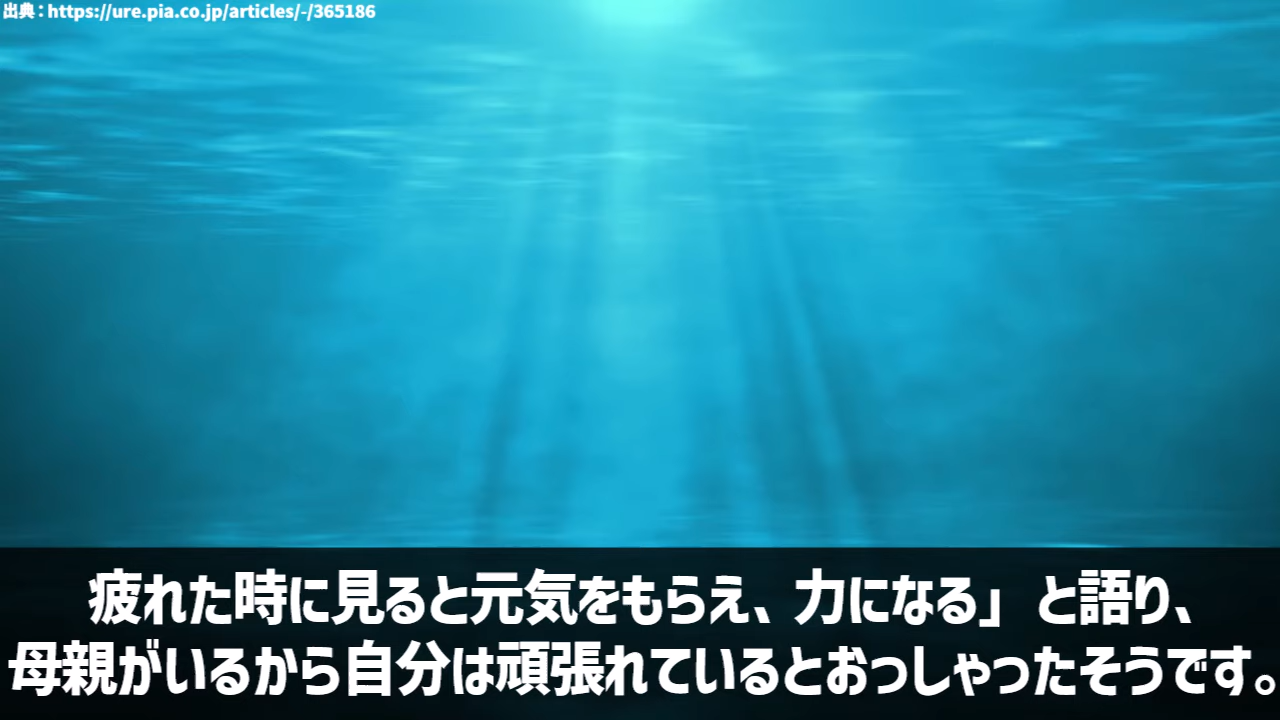 出典：https://ure.pia.co.jp/articles/-/365186
疲れた時に見ると元気をもらえ、力になる」と語り、
母親がいるから自分は頑張れているとおっしゃったそうです。